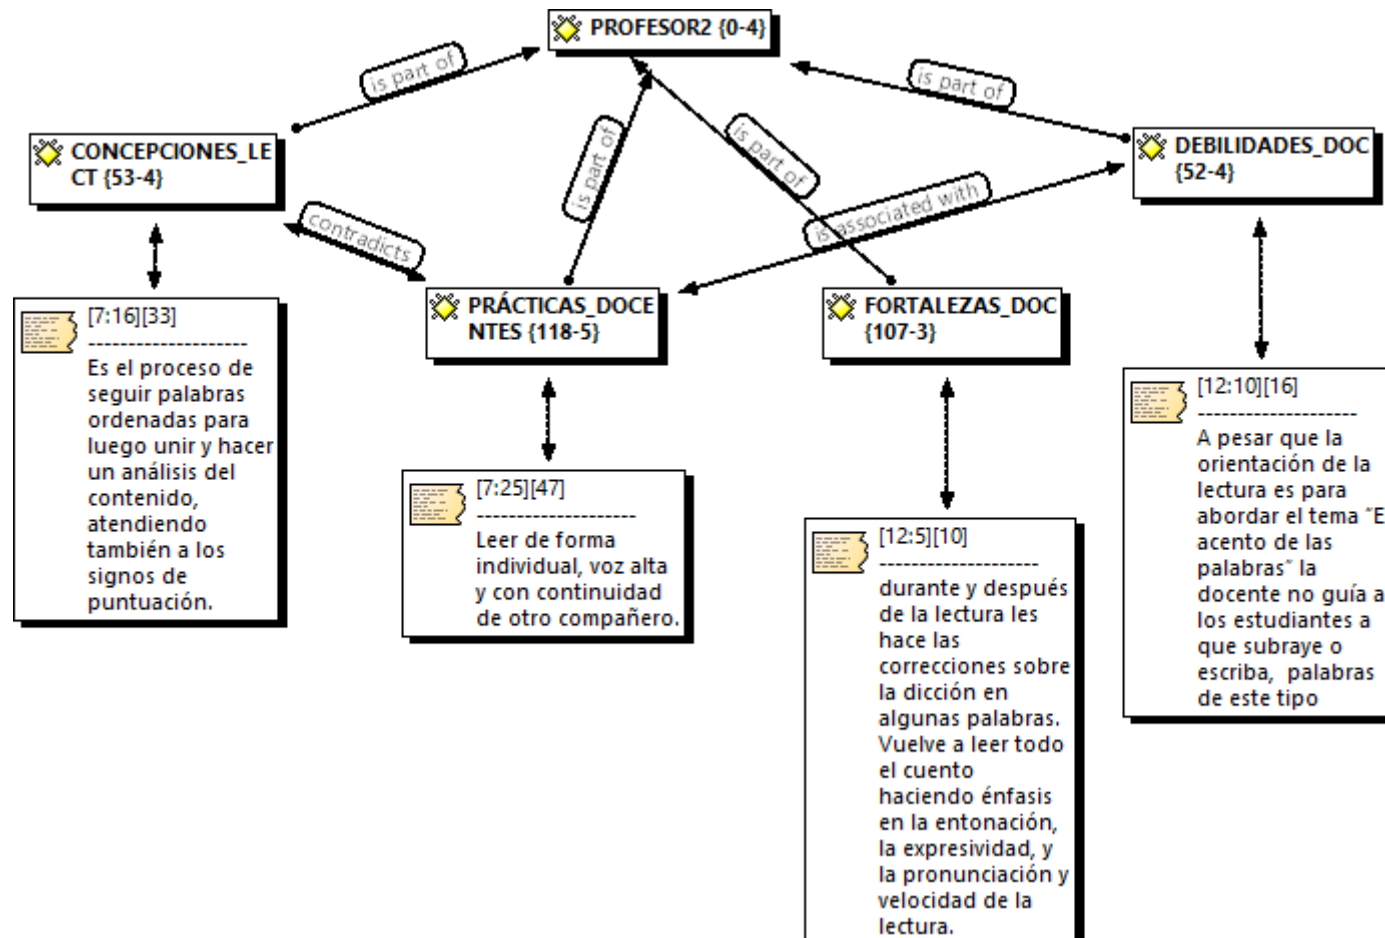 PROFESOR2 {0-4}
is part of
is part of
is part of
is part of
CONCEPCIONES_LE
CT {53-4}
DEBILIDADES_DOC
{52-4}
contradicts
is associated with
PRÁCTICAS_DOCE
NTES {118-5}
FORTALEZAS_DOC
{107-3}
[7:16][33]
--------------------
Es el proceso de
seguir palabras
ordenadas para
luego unir y hacer
un análisis del
contenido,
atendiendo
también a los
signos de
puntuación.
[7:25][47]
--------------------
Leer de forma
individual, voz alta
y con continuidad
de otro compañero.
[12:5][10]
--------------------
durante y después
de la lectura les
hace las
correcciones sobre
la dicción en
algunas palabras.
Vuelve a leer todo
el cuento
haciendo énfasis
en la entonación,
la expresividad, y
la pronunciación y
velocidad de la
lectura.
[12:10][16]
--------------------
A pesar que la
orientación de la
lectura es para
abordar el tema "E
acento de las
palabras" la
docente no guía a
los estudiantes a
que subraye o
escriba, palabras
de este tipo